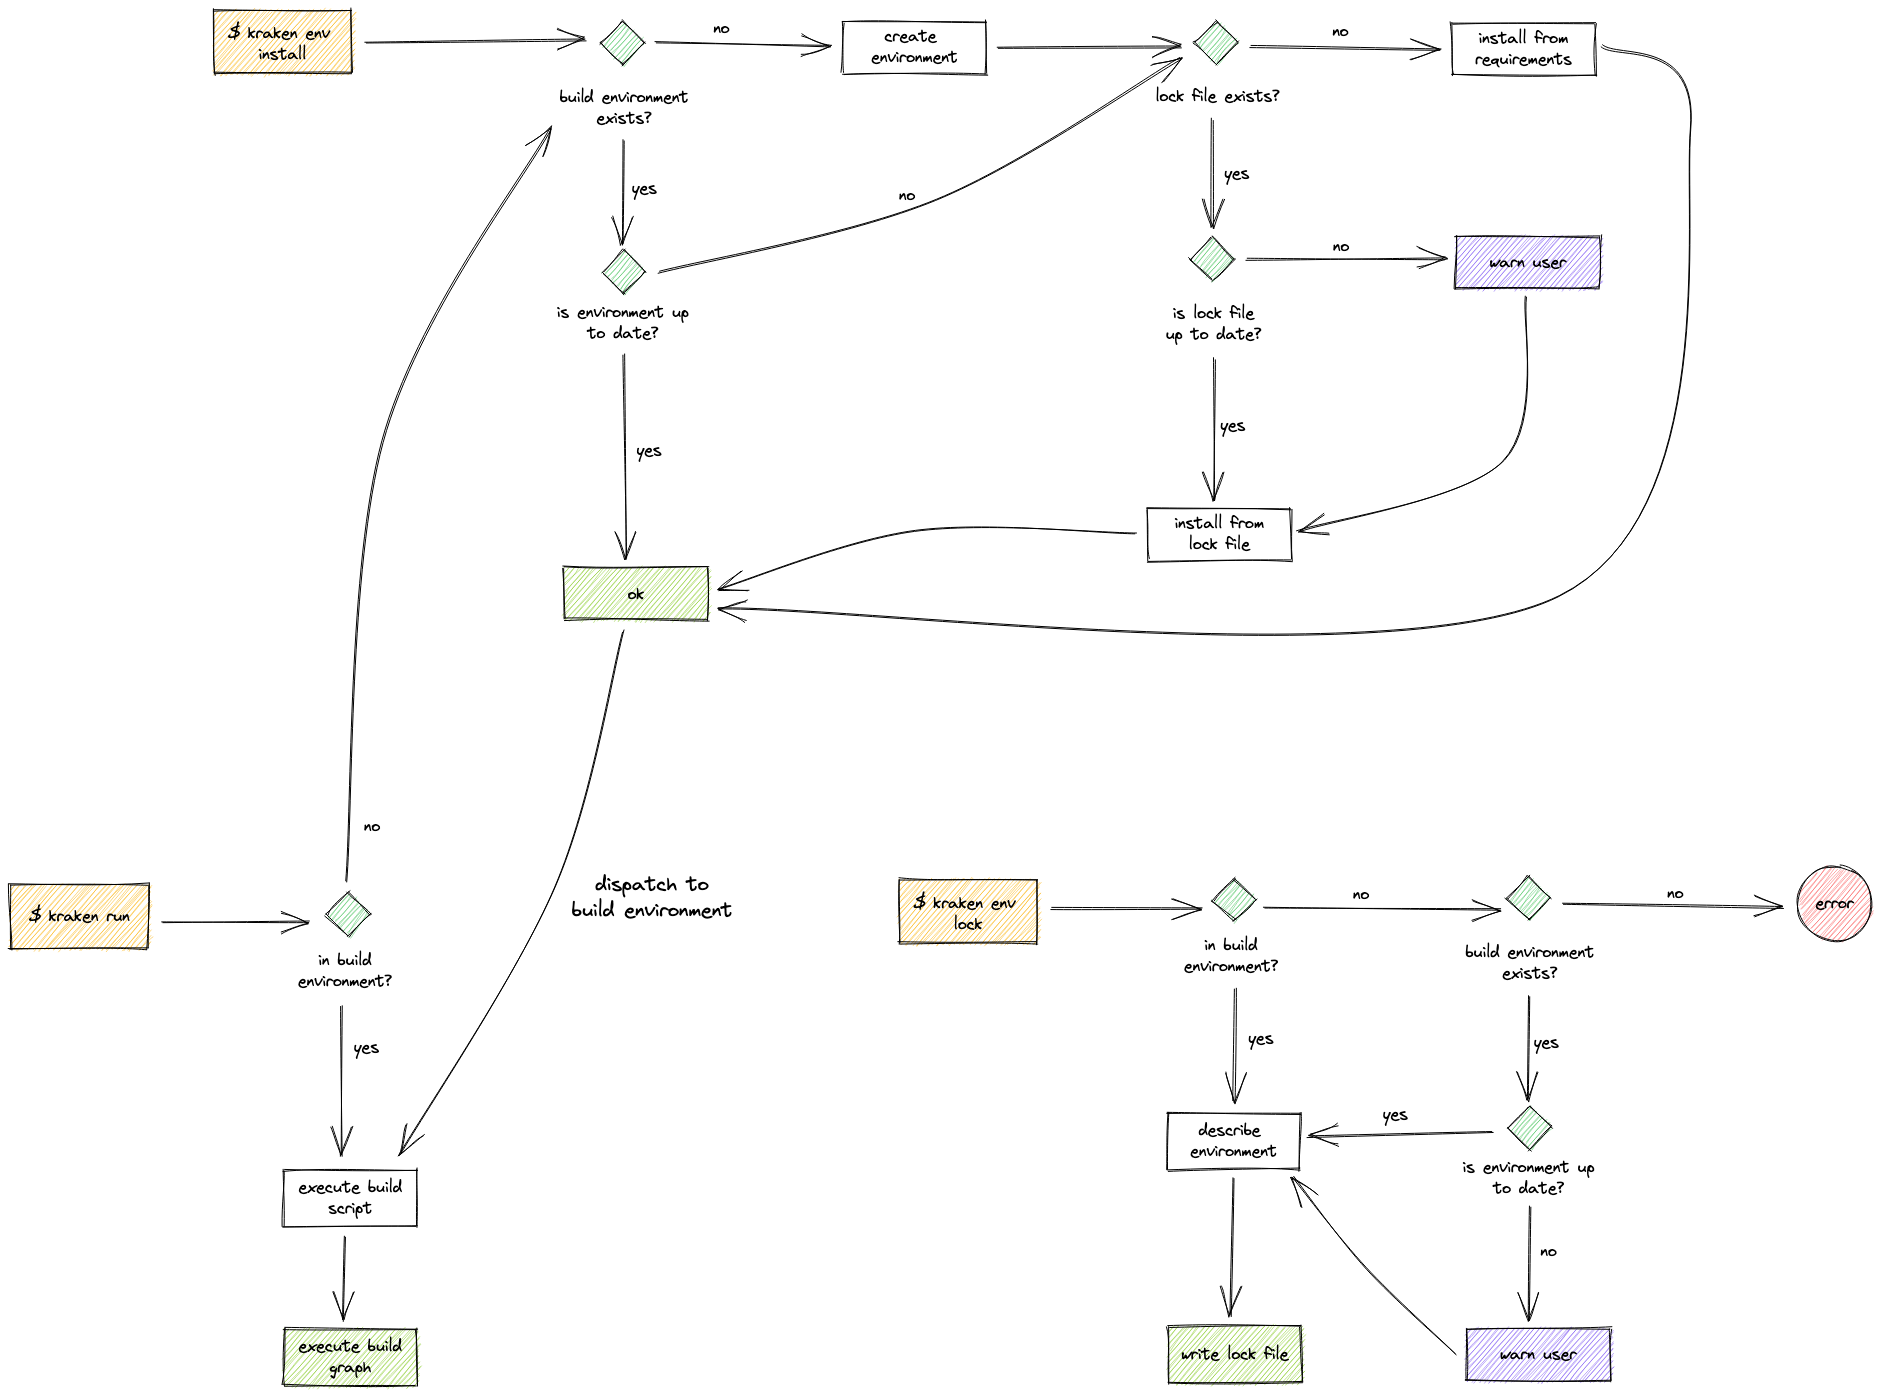 $ kraken env
install
no
create
environment
no
install from
requirements
build environment
exists?
lock file exists?
yes
no
yes
no
warn user
is environment up
to date?
is lock file
up to date?
yes
yes
install from
lock file
ok
no
dispatch to
build environment
$ kraken run
in build
environment?
yes
execute build
script
execute build
graph
$ kraken env
lock
no
no
error
in build
environment?
build environment
exists?
yes
yes
describe
environment
yes
is environment up
to date?
no
write lock file
warn user